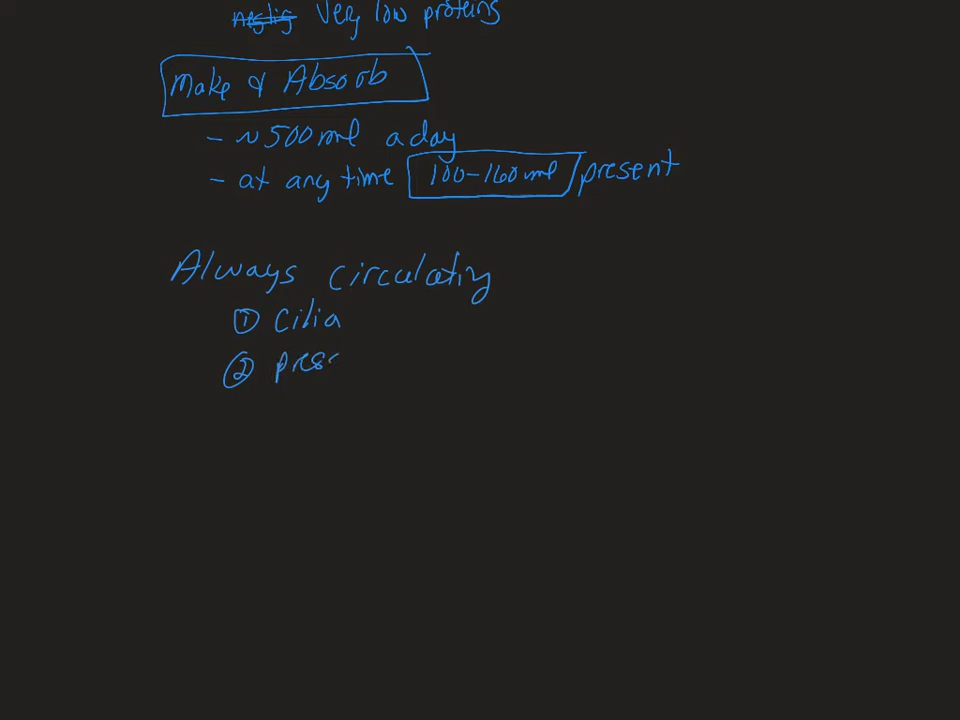 neglig Very low proteins
Make & Absorb
- ~500ml a day
- at any time 100-160ml present
Always circulating
① Cilia
② pres